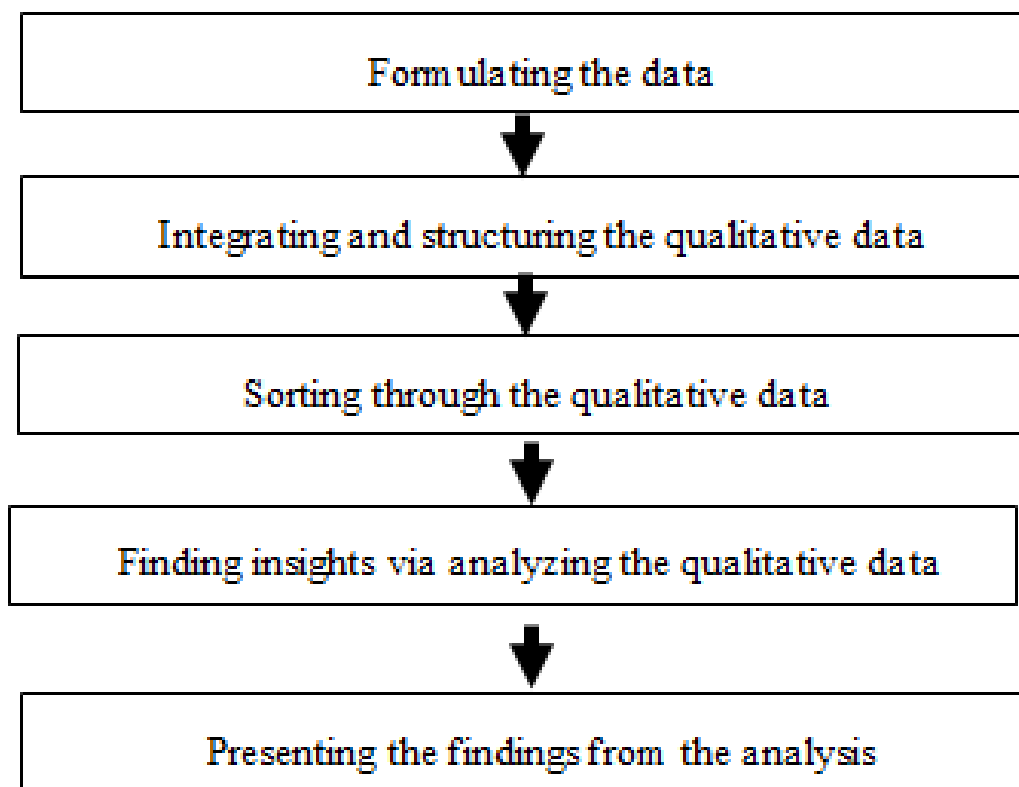 Formulating the data
Integrating and structuring the qualitative data
Sorting through the qualitative data
Finding insights via analyzing the qualitative data
Presenting the findings from the analysis